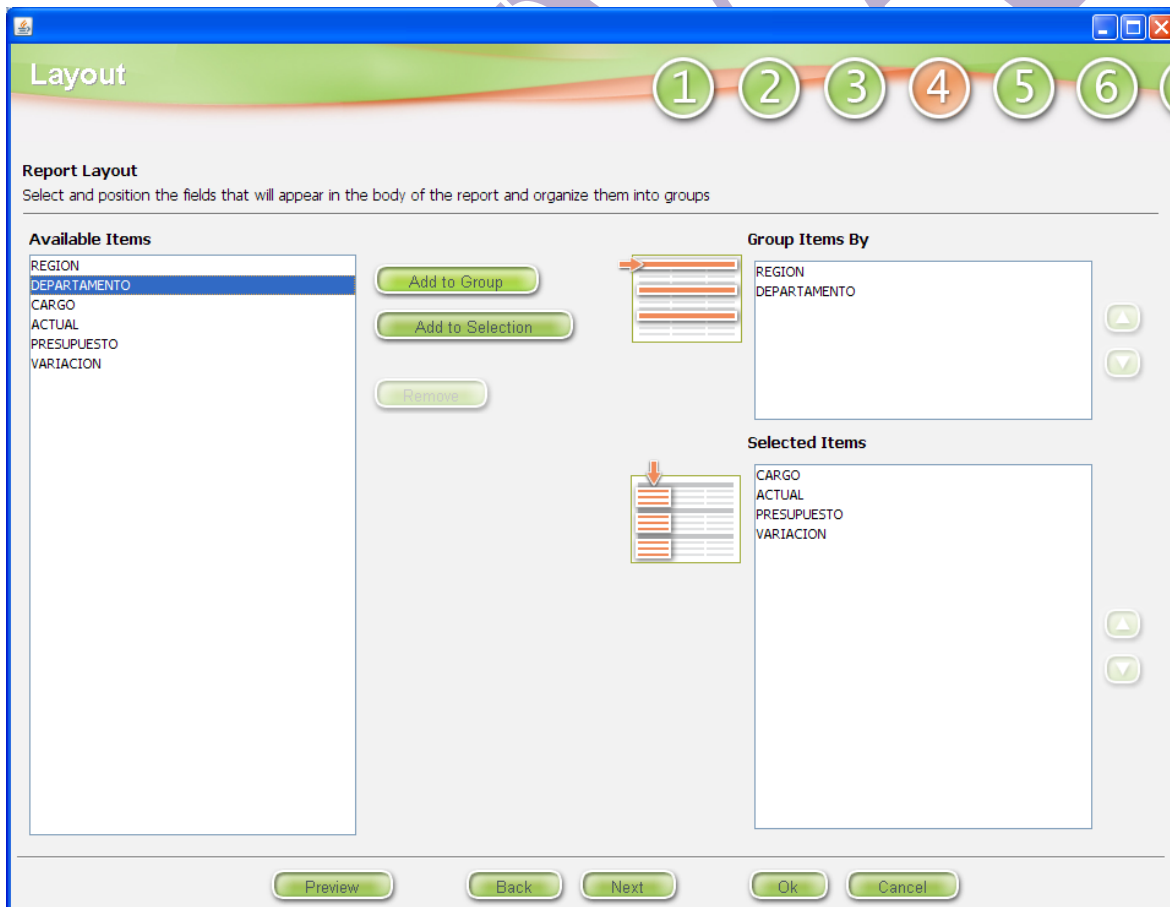 Layout
1 2 3 4 5 6
Report Layout
Select and position the fields that will appear in the body of the report and organize them into groups
Available Items
REGION
DEPARTAMENTO
CARGO
ACTUAL
PRESUPUESTO
VARIACION
Add to Group
Add to Selection
Remove
Group Items By
REGION
DEPARTAMENTO
Selected Items
CARGO
ACTUAL
PRESUPUESTO
VARIACION
Preview Back Next Ok Cancel